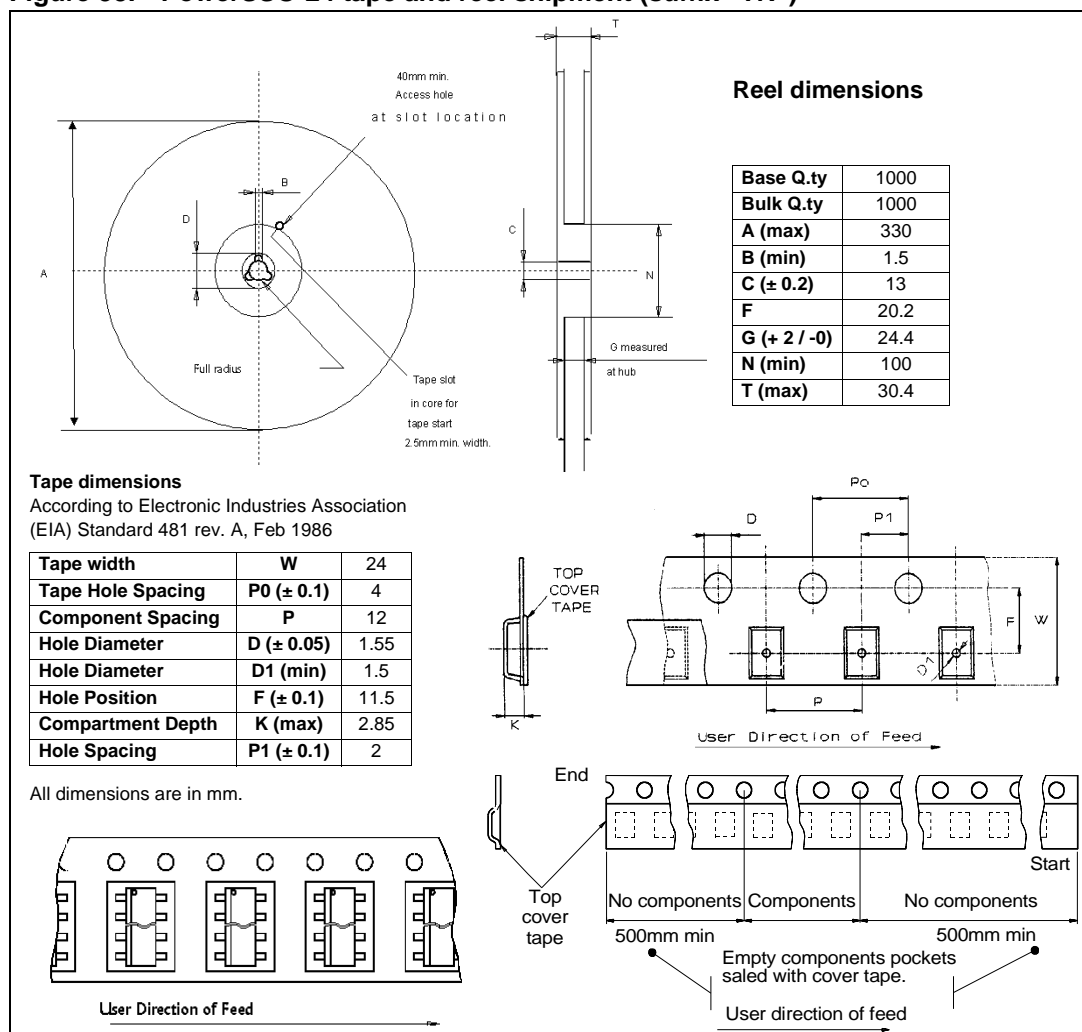 T
40mm min.
Access hole
at slot location
B
D
A
C
N
G measured
at hub
Full radius
Tape slot
in core for
tape start
2.5mm min. width.
Reel dimensions
Base Q.ty 1000
Bulk Q.ty 1000
A (max) 330
B (min) 1.5
C (± 0.2) 13
F 20.2
G (+ 2 / -0) 24.4
N (min) 100
T (max) 30.4
Tape dimensions
According to Electronic Industries Association
(EIA) Standard 481 rev. A, Feb 1986
Tape width W 24
Tape Hole Spacing P0 (± 0.1) 4
Component Spacing P 12
Hole Diameter D (± 0.05) 1.55
Hole Diameter D1 (min) 1.5
Hole Position F (± 0.1) 11.5
Compartment Depth K (max) 2.85
Hole Spacing P1 (± 0.1) 2
All dimensions are in mm.
Po
D
P1
TOP
COVER
TAPE
F
W
D1
K
P
User Direction of Feed
End
Start
Top
cover
tape
No components
Components
No components
500mm min
500mm min
Empty components pockets
saled with cover tape.
User direction of feed
User Direction of Feed